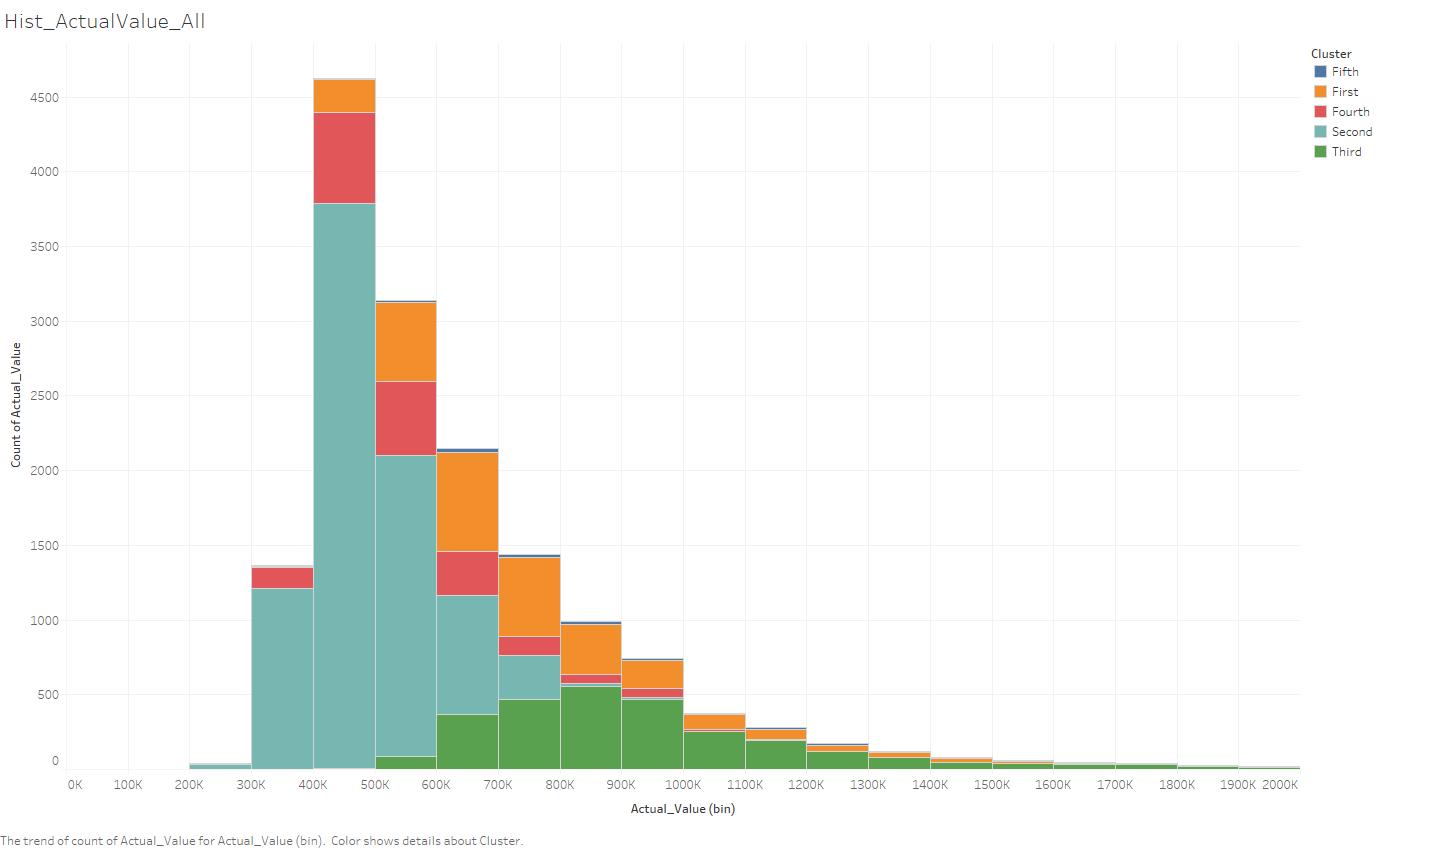 Hist_ActualValue_All
Cluster
Fifth
First
Fourth
Second
Third
4500
4000
3500
3000
2500
2000
1500
1000
500
0
Count of Actual_Value
0K 100K 200K 300K 400K 500K 600K 700K 800K 900K 1000K 1100K 1200K 1300K 1400K 1500K 1600K 1700K 1800K 1900K 2000K
Actual_Value (bin)
The trend of count of Actual_Value for Actual_Value (bin). Color shows details about Cluster.